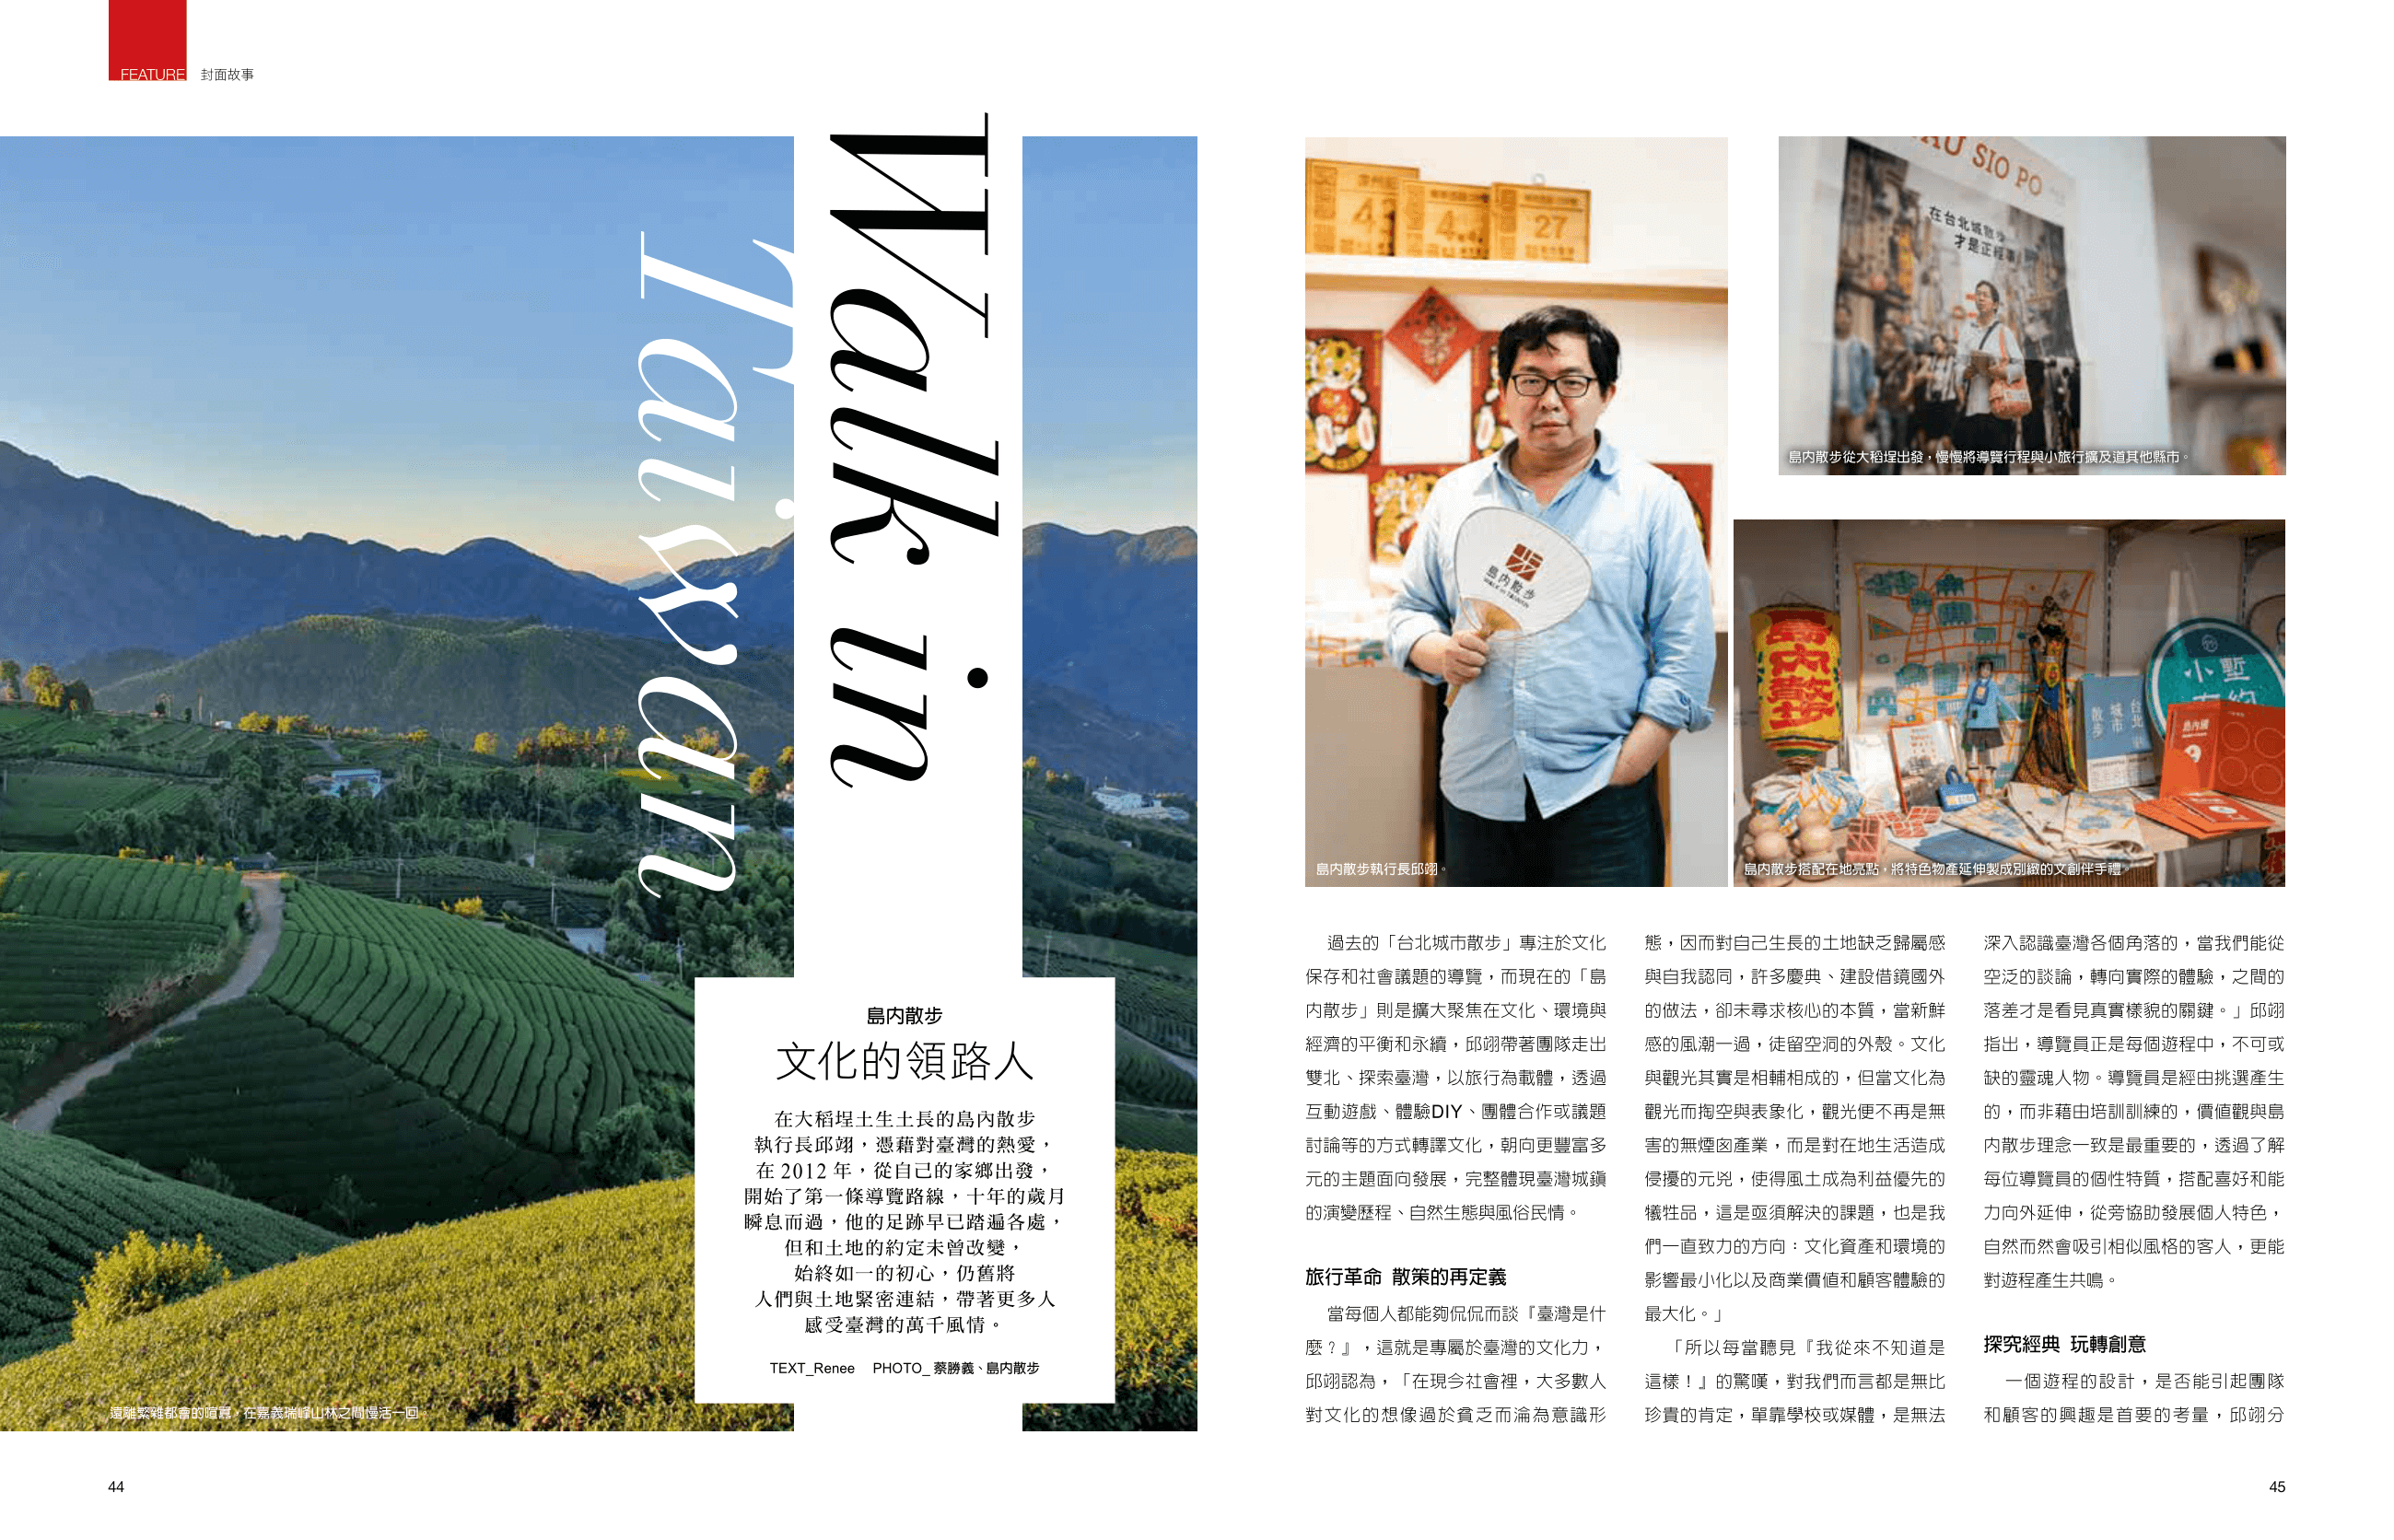 FEATURE 封面故事
Walk in
Taiwan
島內散步
文化的領路人
在大稻埕土生土長的島內散步
執行長邱翊，憑藉對臺灣的熱愛，
在 2012 年，從自己的家鄉出發，
開始了第一條導覽路線，十年的歲月
瞬息而過，他的足跡早已踏遍各處，
但和土地的約定未曾改變，
始終如一的初心，仍舊將
人們與土地緊密連結，帶著更多人
感受臺灣的萬千風情。
TEXT_Renee PHOTO_蔡勝義、島內散步
遠離繁雜都會的喧囂，在嘉義瑞峰山林之間慢活一回。
44
4
4
27
島內散步
WALK in TAIWAN
島內散步執行長邱翊。
SIO PO
在台北城散步
才是正經事
島內散步從大稻埕出發，慢慢將導覽行程與小旅行擴及道其他縣市。
島內散
小塹
台北
城市
散步
島內國
島內散步搭配在地亮點，將特色物產延伸製成別緻的文創伴手禮。
過去的「台北城市散步」專注於文化
保存和社會議題的導覽，而現在的「島
內散步」則是擴大聚焦在文化、環境與
經濟的平衡和永續，邱翊帶著團隊走出
雙北、探索臺灣，以旅行為載體，透過
互動遊戲、體驗DIY、團體合作或議題
討論等的方式轉譯文化，朝向更豐富多
元的主題面向發展，完整體現臺灣城鎮
的演變歷程、自然生態與風俗民情。
旅行革命 散策的再定義
當每個人都能夠侃侃而談『臺灣是什
麼？』，這就是專屬於臺灣的文化力，
邱翊認為，「在現今社會裡，大多數人
對文化的想像過於貧乏而淪為意識形
態，因而對自己生長的土地缺乏歸屬感
與自我認同，許多慶典、建設借鏡國外
的做法，卻未尋求核心的本質，當新鮮
感的風潮一過，徒留空洞的外殼。文化
與觀光其實是相輔相成的，但當文化為
觀光而掏空與表象化，觀光便不再是無
害的無煙囪產業，而是對在地生活造成
侵擾的元兇，使得風土成為利益優先的
犧牲品，這是亟須解決的課題，也是我
們一直致力的方向：文化資產和環境的
影響最小化以及商業價值和顧客體驗的
最大化。」
「所以每當聽見『我從來不知道是
這樣！』的驚嘆，對我們而言都是無比
珍貴的肯定，單靠學校或媒體，是無法
深入認識臺灣各個角落的，當我們能從
空泛的談論，轉向實際的體驗，之間的
落差才是看見真實樣貌的關鍵。」邱翊
指出，導覽員正是每個遊程中，不可或
缺的靈魂人物。導覽員是經由挑選產生
的，而非藉由培訓訓練的，價值觀與島
內散步理念一致是最重要的，透過了解
每位導覽員的個性特質，搭配喜好和能
力向外延伸，從旁協助發展個人特色，
自然而然會吸引相似風格的客人，更能
對遊程產生共鳴。
探究經典 玩轉創意
一個遊程的設計，是否能引起團隊
和顧客的興趣是首要的考量，邱翊分
45